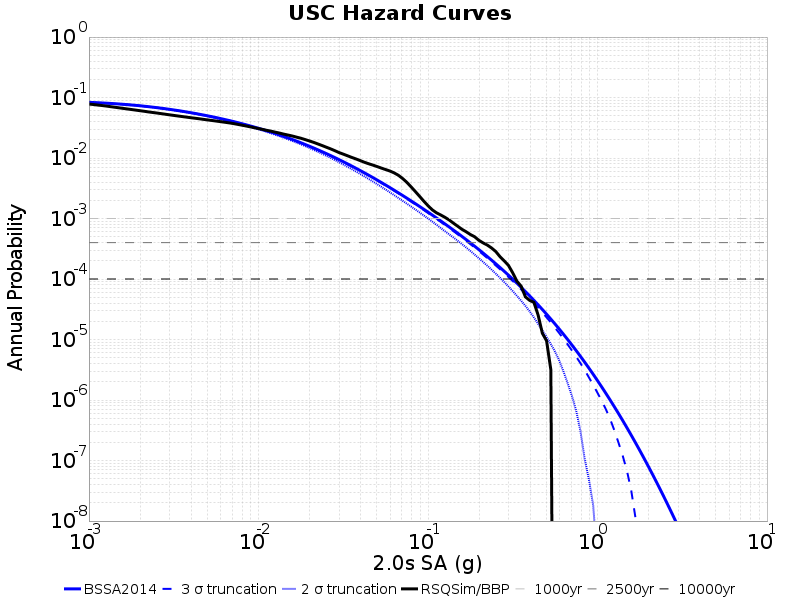 USC Hazard Curves
10^0
10^-1
10^-2
10^-3
10^-4
10^-5
10^-6
10^-7
10^-8
Annual Probability
10^-3 10^-2 10^-1 10^0 10^1
2.0s SA (g)
BSSA2014 3 σ truncation 2 σ truncation RSQSim/BBP 1000yr 2500yr 10000yr